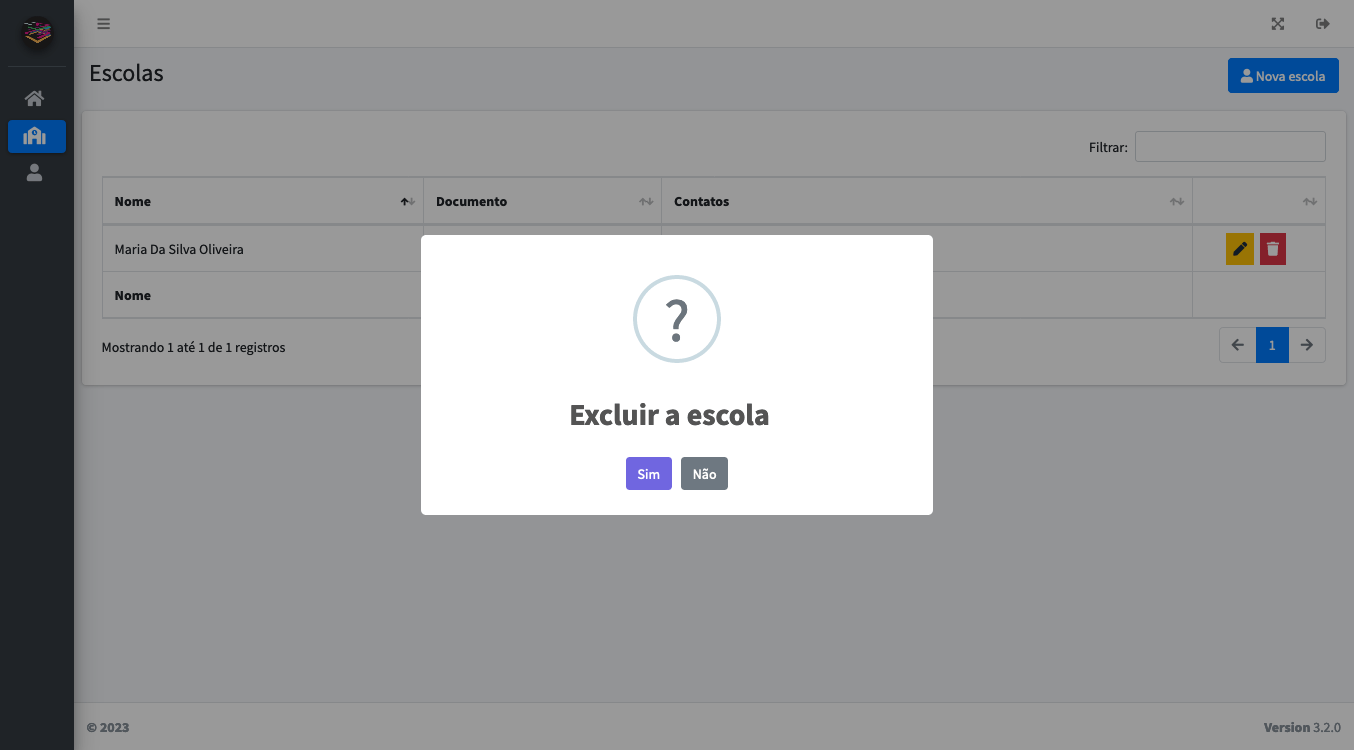 Escolas
Nova escola
Filtrar:
Nome Documento Contatos
Maria Da Silva Oliveira
Nome
Mostrando 1 até 1 de 1 registros
1
?
Excluir a escola
Sim Não
© 2023
Version 3.2.0